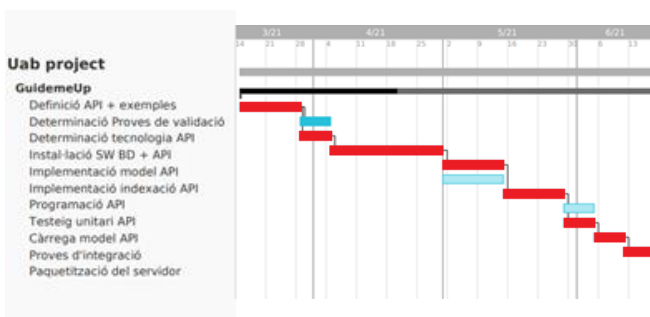 3/21 4/21 5/21 6/21
14 21 28 4 11 18 25 2 9 16 23 30 6 13
Uab project
GuidemeUp
Definició API + exemples
Determinació Proves de validació
Determinació tecnologia API
Instal·lació SW BD + API
Implementació model API
Implementació indexació API
Programació API
Testeig unitari API
Càrrega model API
Proves d'integració
Paquetització del servidor